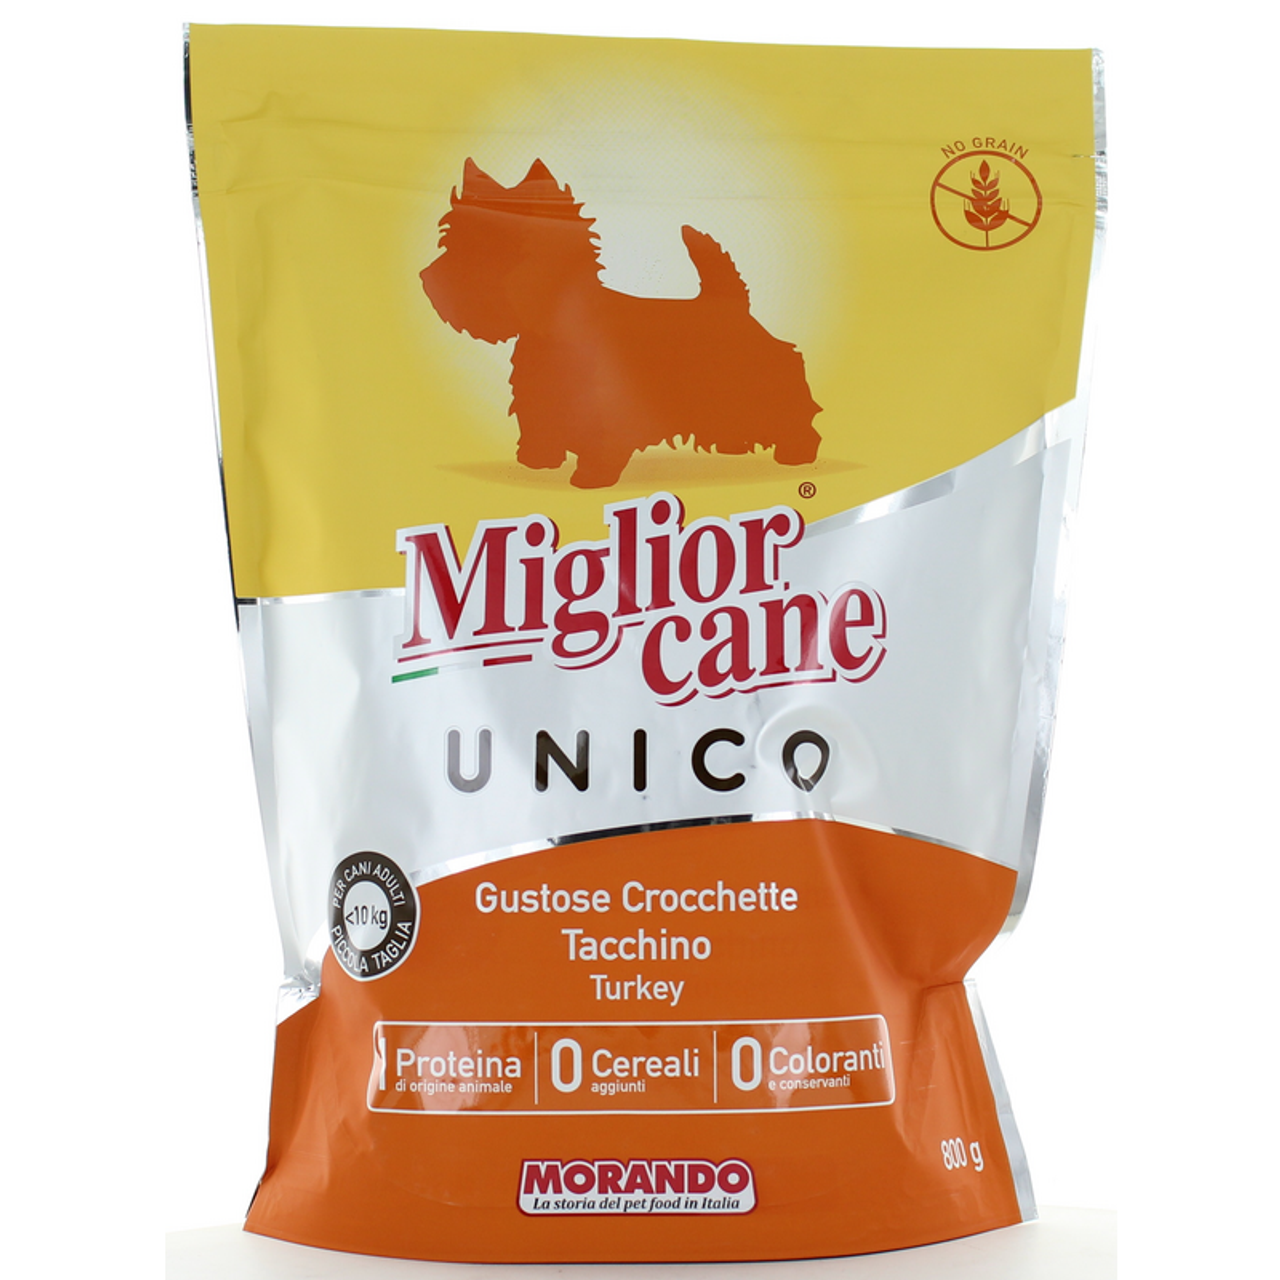 NO GRAIN
®
Miglior
cane
UNICO
PER CANI ADULTI
<10 kg
PICCOLA TAGLIA
Gustose Crocchette
Tacchino
Turkey
1 Proteina
di origine animale
0 Cereali
aggiunti
0 Coloranti
e conservanti
800 g
MORANDO
La storia del pet food in Italia